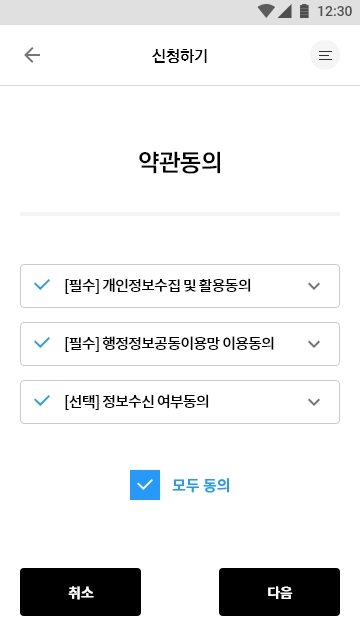 12:30
신청하기
약관동의
[필수] 개인정보수집 및 활용동의
[필수] 행정정보공동이용망 이용동의
[선택] 정보수신 여부동의
모두 동의
취소
다음